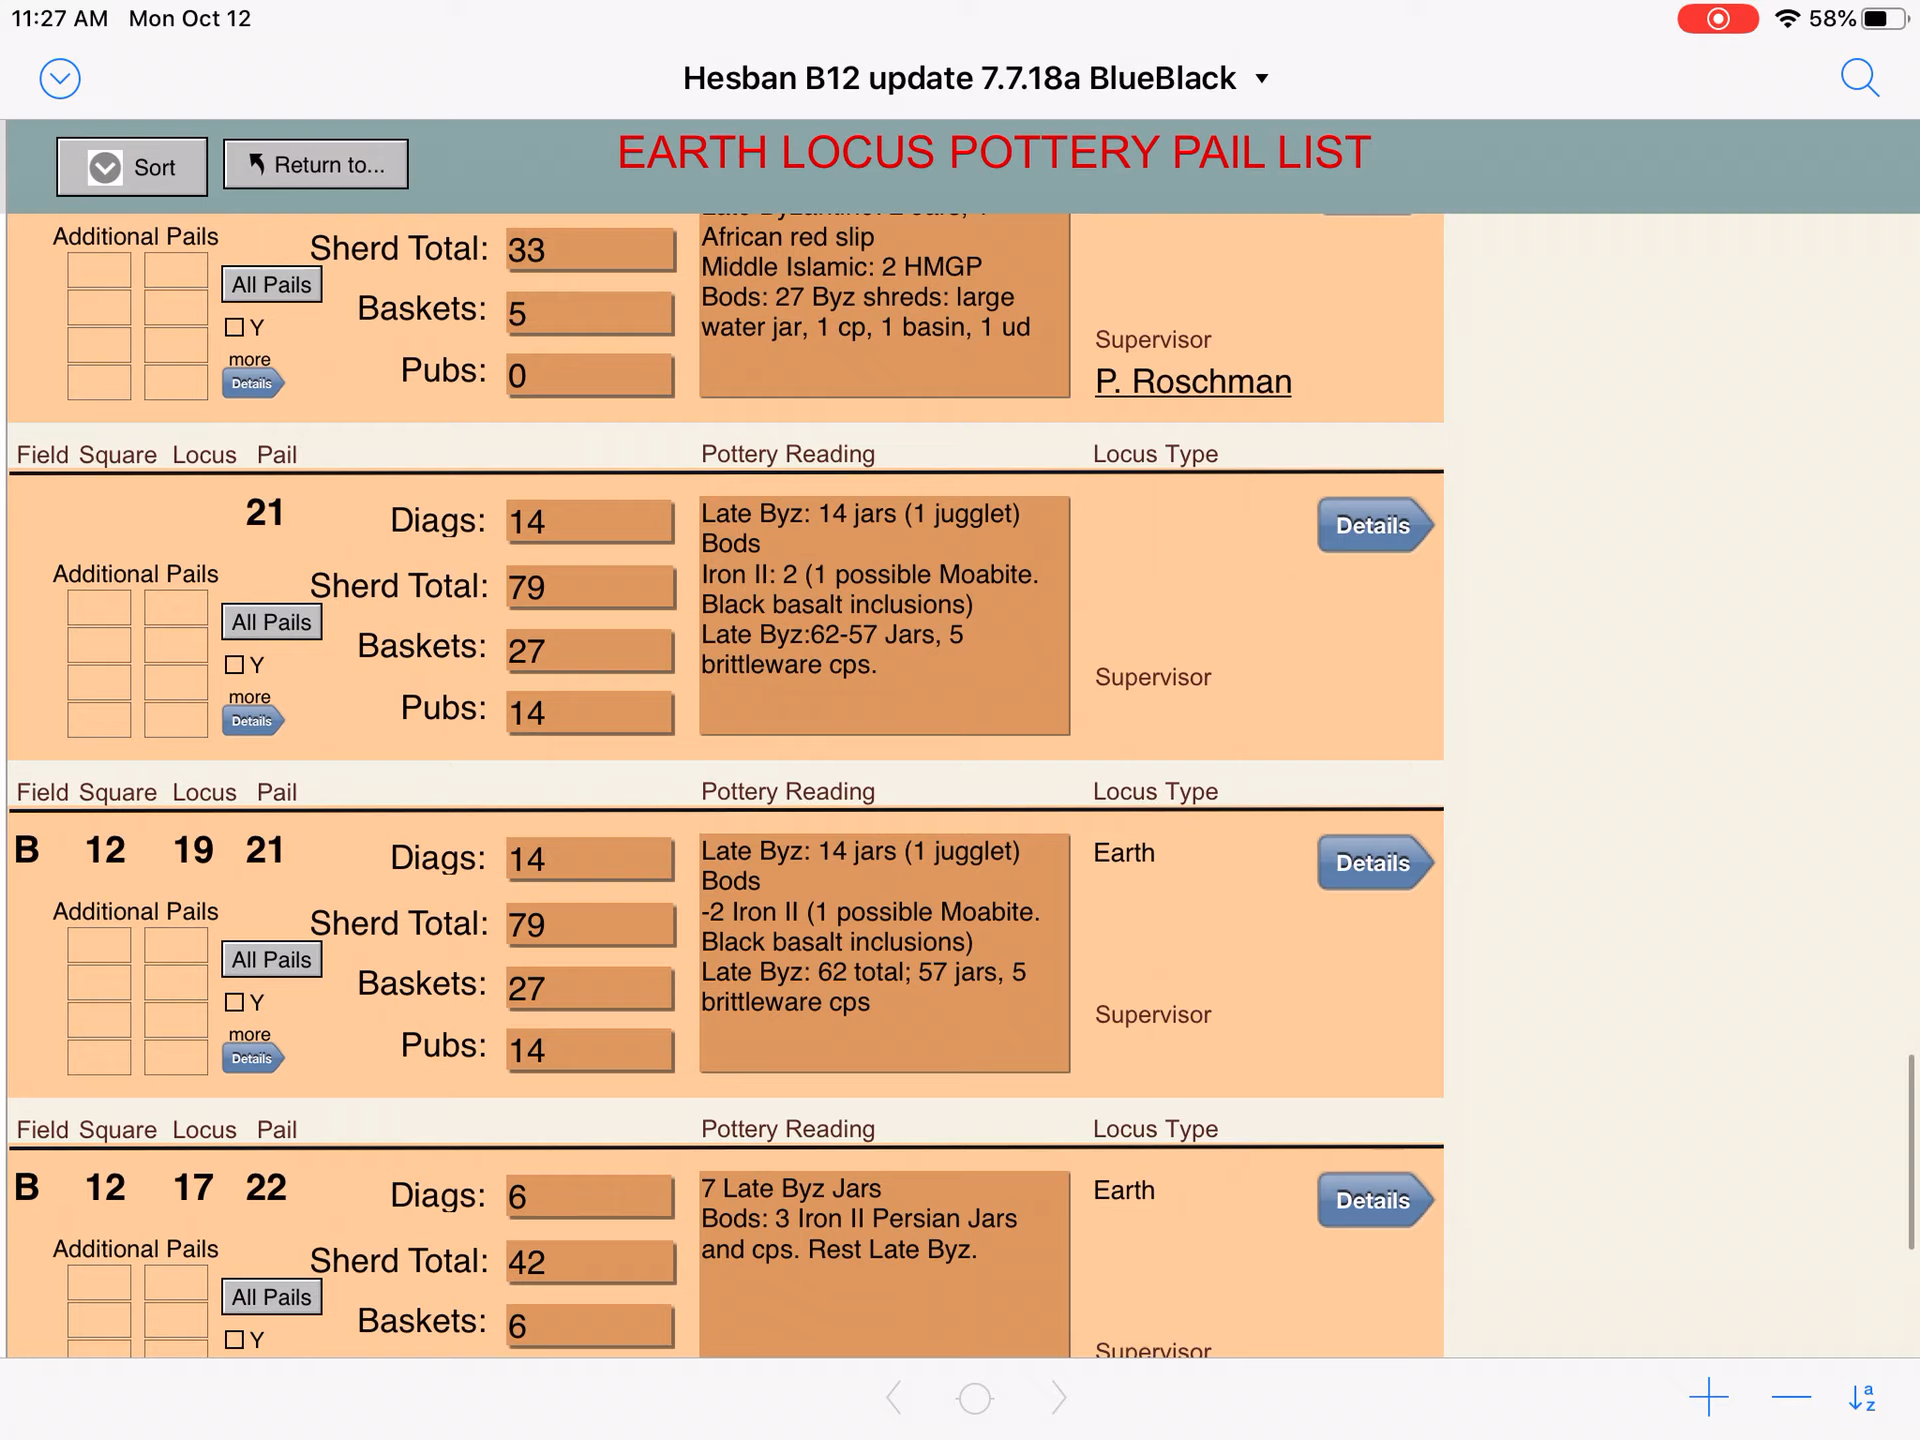 11:27 AM Mon Oct 12
58%
Hesban B12 update 7.7.18a BlueBlack
Sort
Return to...
EARTH LOCUS POTTERY PAIL LIST
Additional Pails
All Pails
Y
more
Details
Sherd Total: 33
Baskets: 5
Pubs: 0
African red slip
Middle Islamic: 2 HMGP
Bods: 27 Byz shreds: large
water jar, 1 cp, 1 basin, 1 ud
Supervisor
P. Roschman
Field Square Locus Pail
Pottery Reading
Locus Type
21
Additional Pails
All Pails
Y
more
Details
Diags: 14
Sherd Total: 79
Baskets: 27
Pubs: 14
Late Byz: 14 jars (1 jugglet)
Bods
Iron II: 2 (1 possible Moabite.
Black basalt inclusions)
Late Byz:62-57 Jars, 5
brittleware cps.
Details
Supervisor
Field Square Locus Pail
Pottery Reading
Locus Type
B 12 19 21
Additional Pails
All Pails
Y
more
Details
Diags: 14
Sherd Total: 79
Baskets: 27
Pubs: 14
Late Byz: 14 jars (1 jugglet)
Bods
-2 Iron II (1 possible Moabite.
Black basalt inclusions)
Late Byz: 62 total; 57 jars, 5
brittleware cps
Earth
Details
Supervisor
Field Square Locus Pail
Pottery Reading
Locus Type
B 12 17 22
Additional Pails
All Pails
Y
Diags: 6
Sherd Total: 42
Baskets: 6
7 Late Byz Jars
Bods: 3 Iron II Persian Jars
and cps. Rest Late Byz.
Earth
Details
Supervisor
a
z